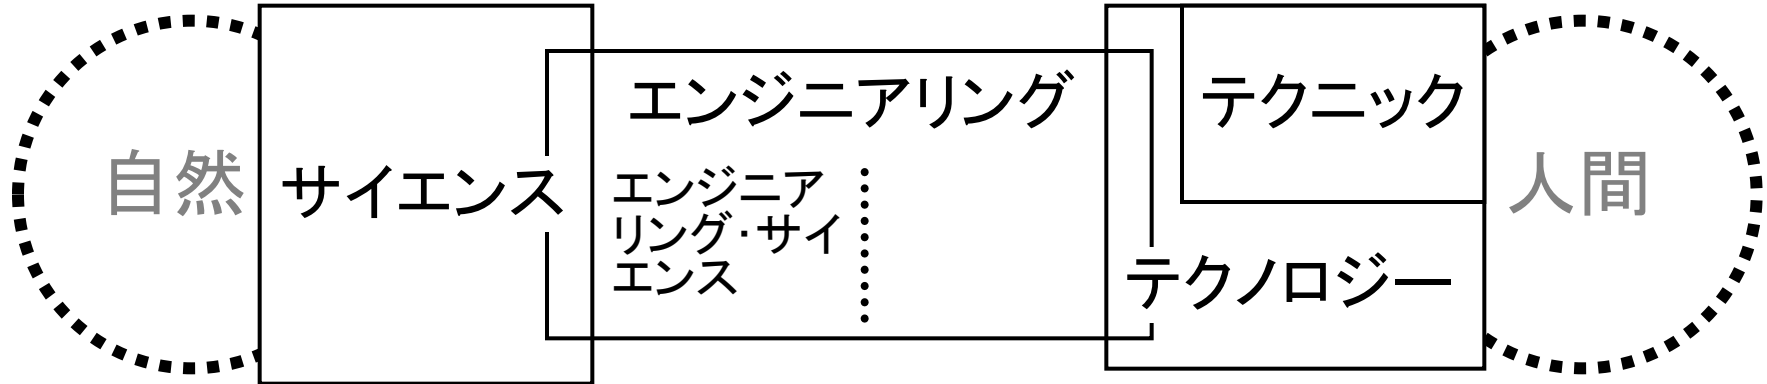 自然
サイエンス
エンジニアリング
エンジニア
リング・サイ
エンス
テクニック
テクノロジー
人間